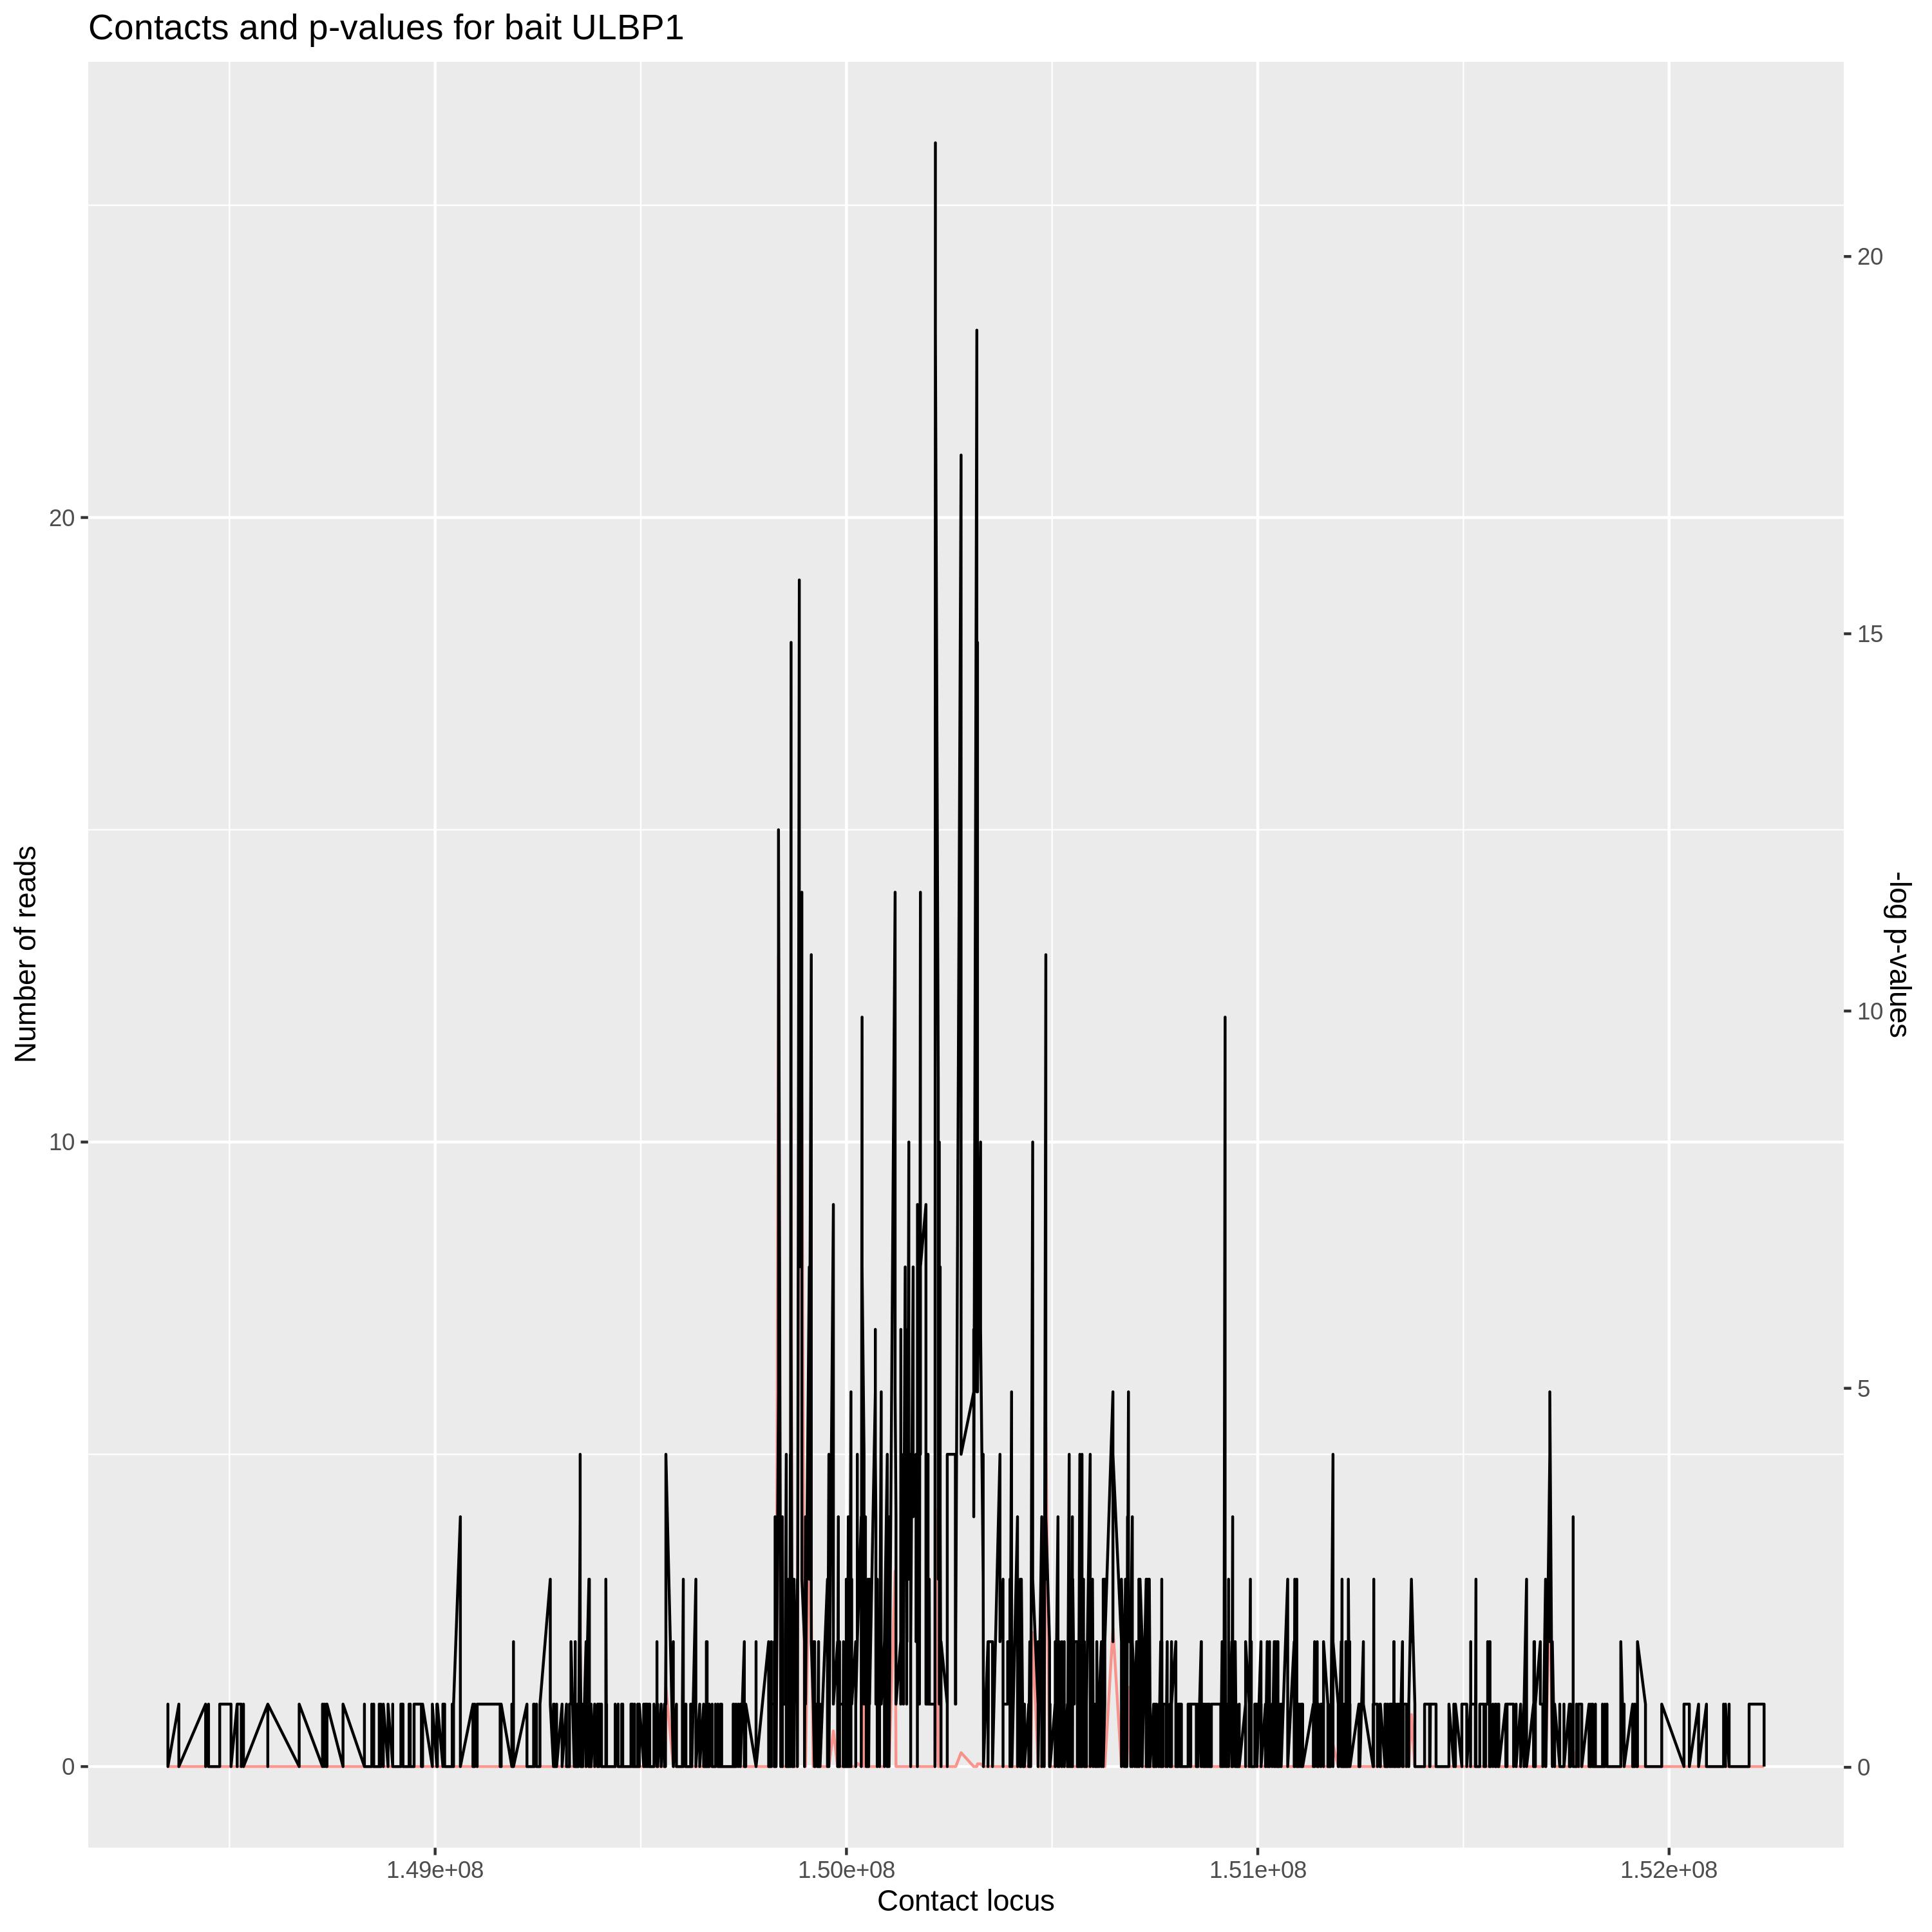 Contacts and p-values for bait ULBP1
Number of reads
20
10
0
20
15
10
5
0
-log p-values
1.49e+08
1.50e+08
1.51e+08
1.52e+08
Contact locus